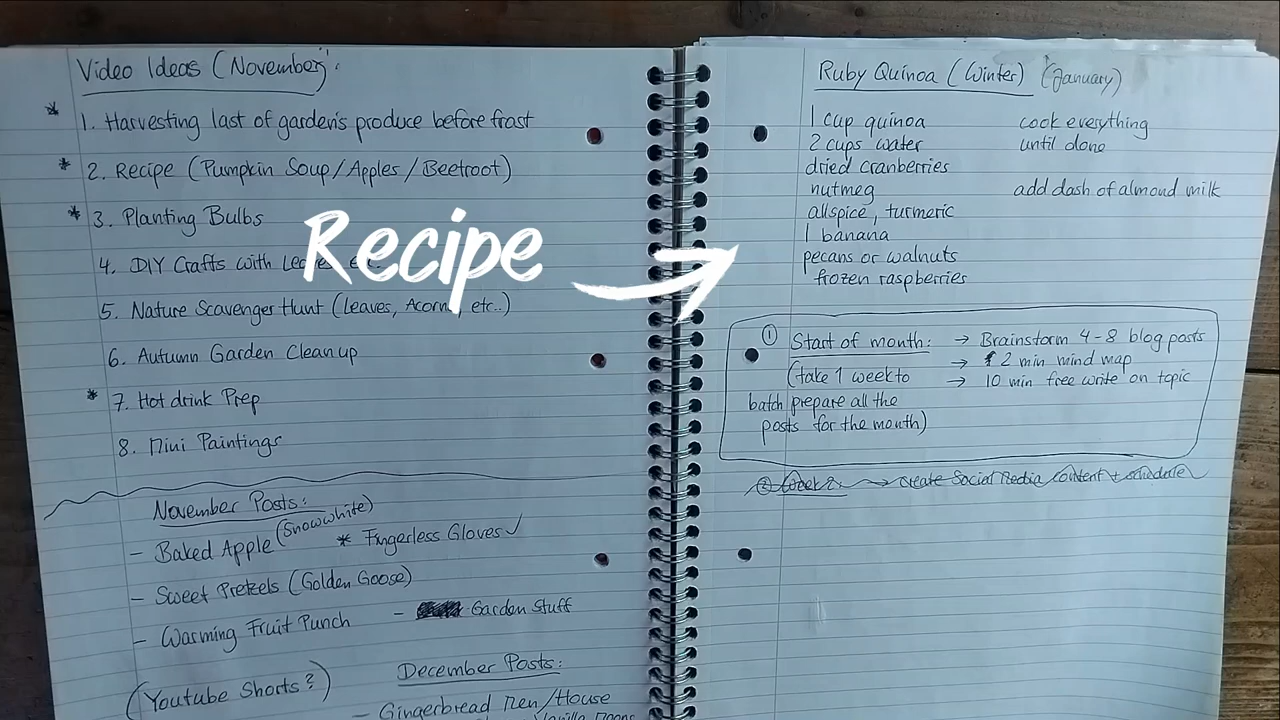 Video Ideas (November):
* 1. Harvesting last of garden's produce before frost
* 2. Recipe (Pumpkin Soup/Apples/Beetroot)
* 3. Planting Bulbs
4. DIY Crafts with
5. Nature Scavenger Hunt (Leaves, Acorn, etc..)
6. Autumn Garden Cleanup
* 7. Hot drink Prep
8. Mini Paintings
November Posts:
- Baked Apple (Snowwhite)
* Fingerless Gloves ✓
- Sweet Pretzels (Golden Goose)
- Warming Fruit Punch
- Garden Stuff
(Youtube Shorts?)
December Posts:
- Gingerbread Men/House
Recipe
Ruby Quinoa (Winter) (January)
1 cup quinoa
2 cups water
dried cranberries
nutmeg
allspice, turmeric
1 banana
pecans or walnuts
frozen raspberries
cook everything
until done
add dash of almond milk
① Start of month: → Brainstorm 4-8 blog posts
(take 1 week to → 2 min mind map
batch prepare all the → 10 min free write on topic
posts for the month)
② Week 2: → Create Social Media Content + schedule